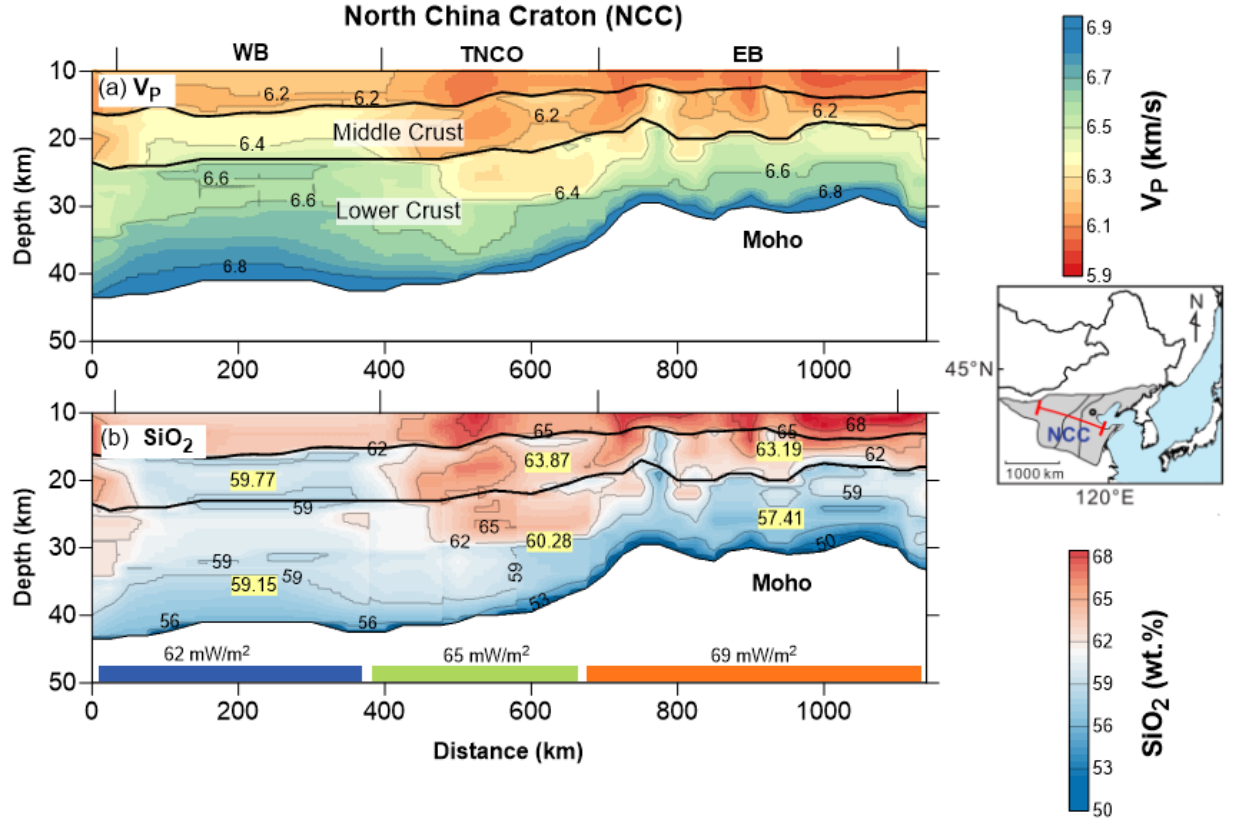 North China Craton (NCC)
WB TNCO EB
(a) VP
10
20
30
40
50
Depth (km)
6.2
6.2
6.2
6.2
Middle Crust
6.4
6.6
6.6
6.6
6.4
Lower Crust
6.8
6.8
Moho
0 200 400 600 800 1000
6.9
6.7
6.5
6.3
6.1
5.9
VP (km/s)
N
45°N
NCC
1000 km
120°E
(b) SiO2
10
20
30
40
50
Depth (km)
62
65
65
68
63.87
63.19
62
59.77
59
59
65
57.41
62
60.28
50
59
59
59
59.15
53
Moho
56
56
62 mW/m²
65 mW/m²
69 mW/m²
0 200 400 600 800 1000
Distance (km)
68
65
62
59
56
53
50
SiO2 (wt.%)